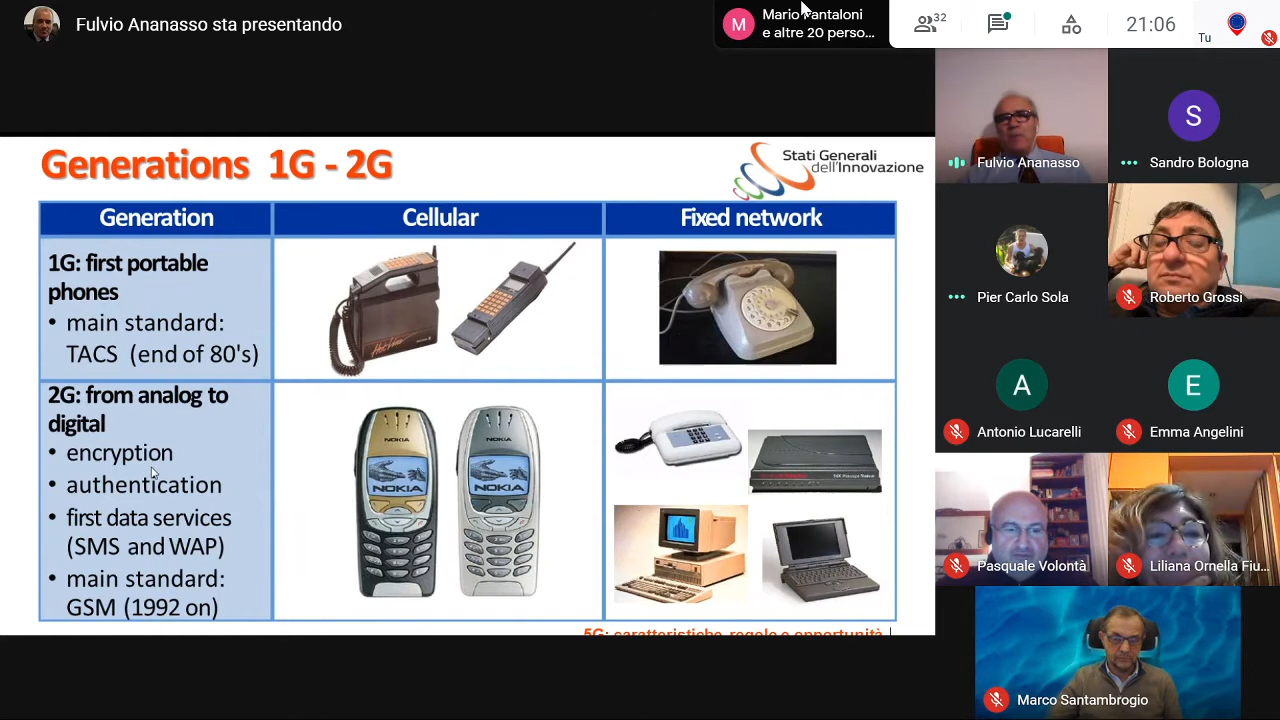 Fulvio Ananasso sta presentando
M
Mario Pantaloni
e altre 20 perso...
32
21:06
Tu
Generations 1G - 2G
Stati Generali
dell'Innovazione
Generation
Cellular
Fixed network
1G: first portable
phones
• main standard:
TACS (end of 80's)
2G: from analog to
digital
• encryption
• authentication
• first data services
(SMS and WAP)
• main standard:
GSM (1992 on)
NOKIA
NOKIA
NOKIA
NOKIA
5G: caratteristiche, regole e opportunità
Fulvio Ananasso
S
Sandro Bologna
Pier Carlo Sola
Roberto Grossi
A
Antonio Lucarelli
E
Emma Angelini
Pasquale Volontà
Liliana Ornella Fiu...
Marco Santambrogio